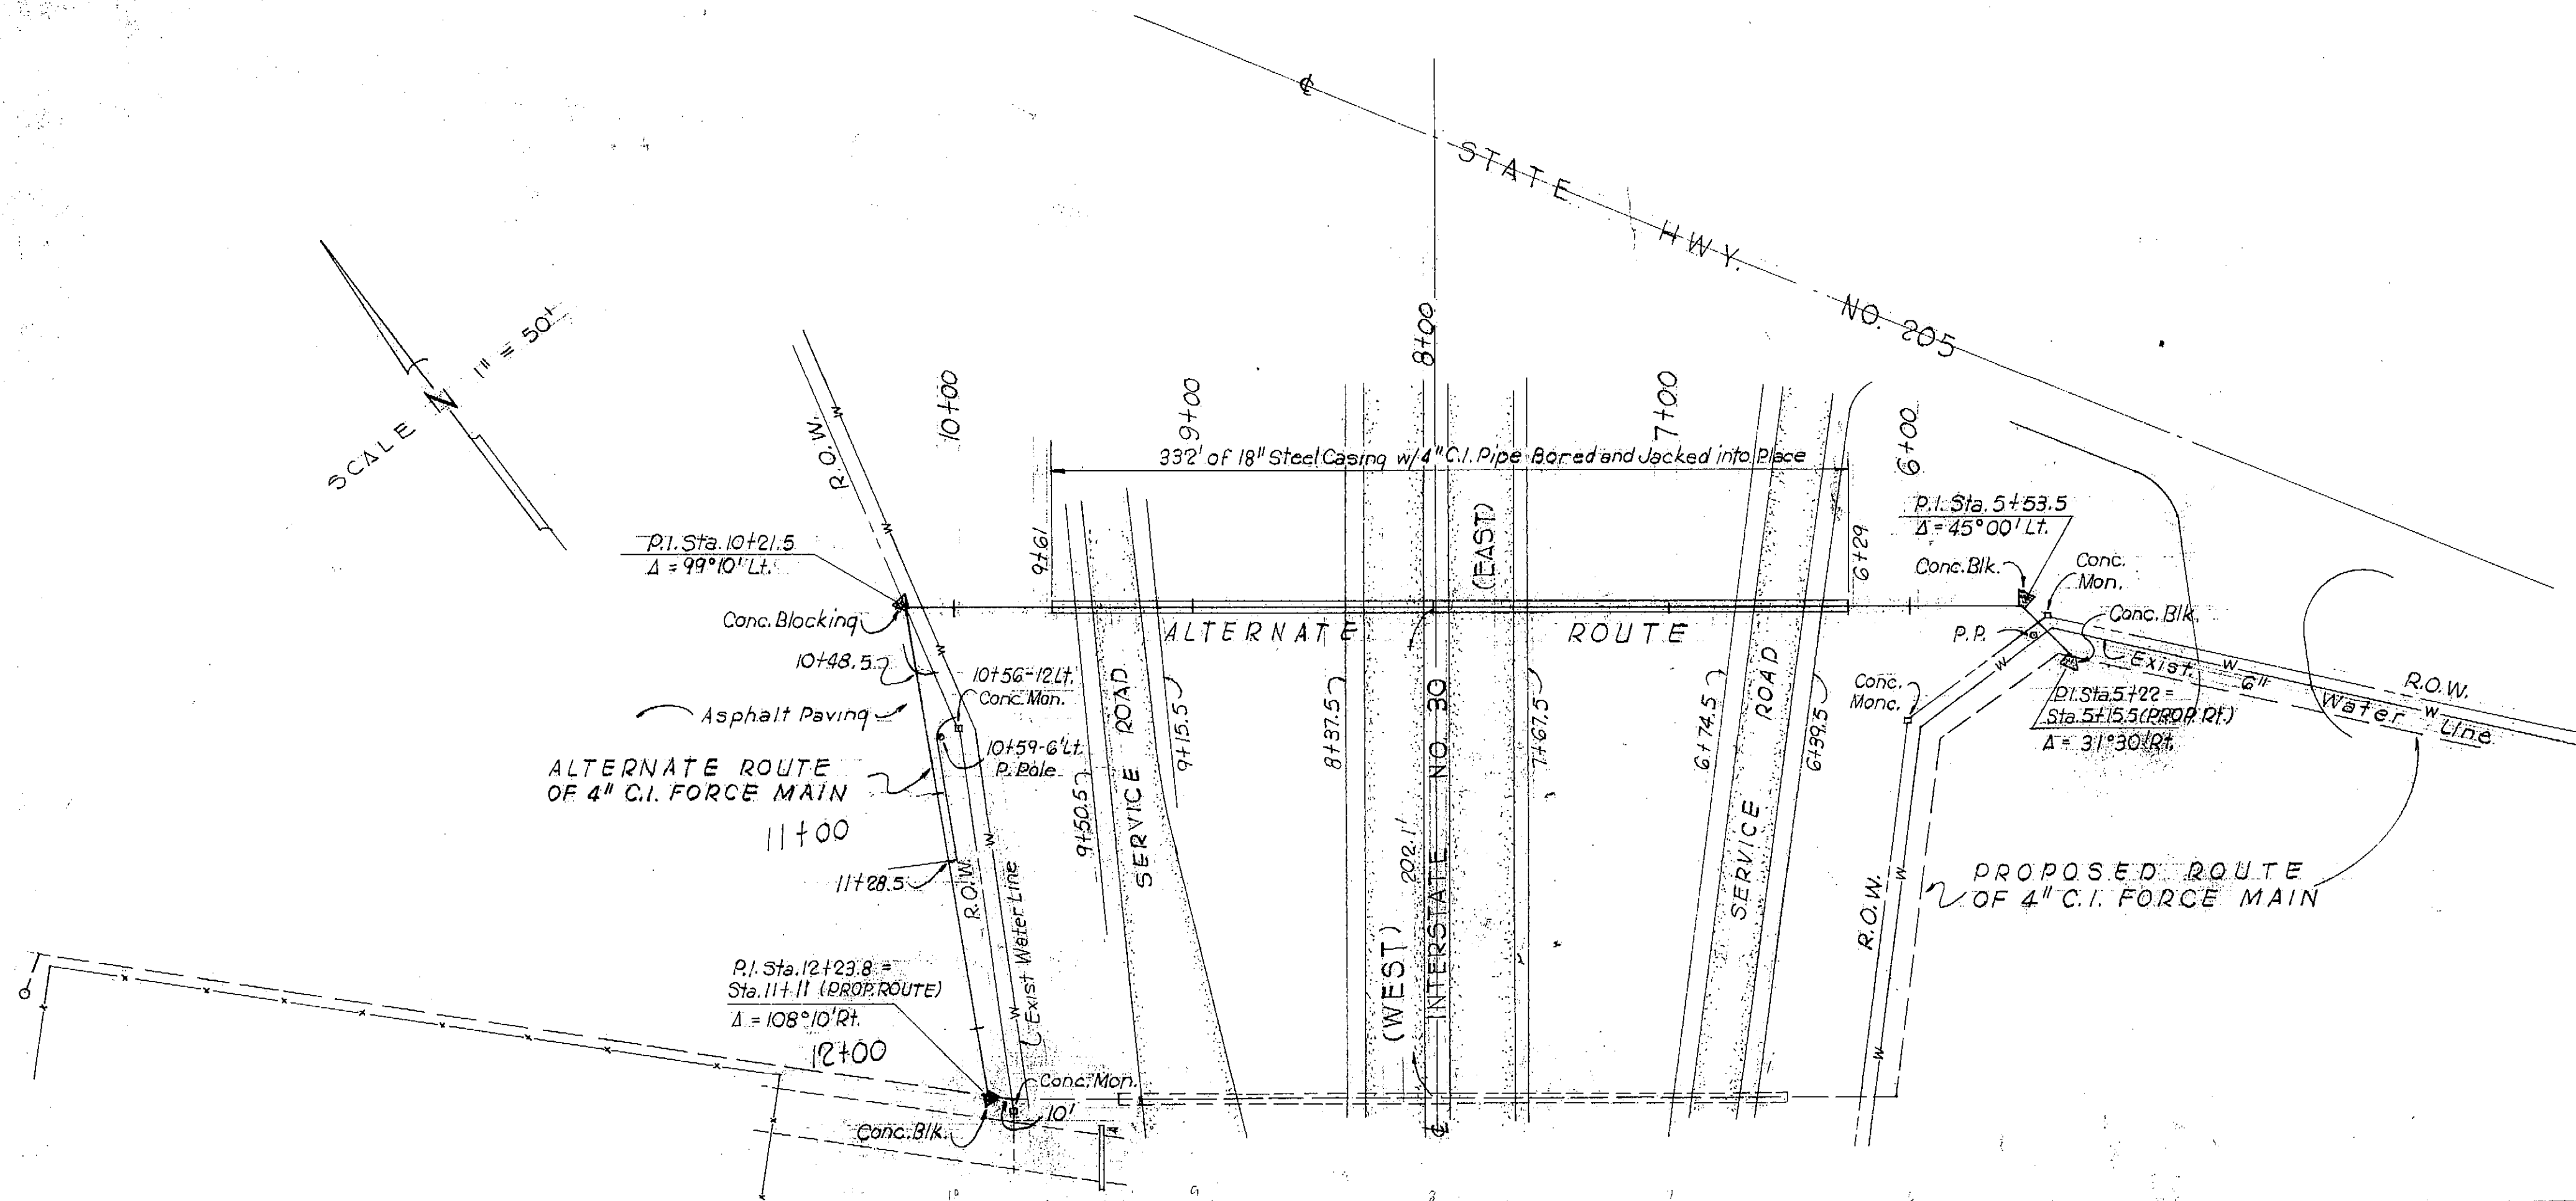 ℄
STATE HWY. NO. 205
SCALE 1" = 50'
N
R.O.W.
10+00
9+00
8+00
7+00
6+00
332' of 18" Steel Casing w/4" C.I. Pipe Bored and Jacked into Place
9+61
6+29
P.I. Sta. 10+21.5
Δ = 99°10' Lt.
Conc. Blocking
10+48.5
Asphalt Paving
10+56-12 Lt.
Conc. Mon.
10+59-6' Lt.
P. Pole
ALTERNATE ROUTE
OF 4" C.I. FORCE MAIN
11+00
11+28.5
R.O.W.
Exist Water Line
P.I. Sta. 12+23.8 =
Sta. 11+11 (PROP. ROUTE)
Δ = 108°10' Rt.
12+00
Conc. Mon.
10'
Conc. Blk.
ALTERNATE ROUTE
9+50.5
SERVICE ROAD
9+15.5
8+37.5
(WEST)
202.1'
INTERSTATE NO. 30
(EAST)
7+67.5
6+74.5
SERVICE ROAD
6+39.5
℄
P.I. Sta. 5+53.5
Δ = 45°00' Lt.
Conc. Blk.
Conc.
Mon.
Conc. Blk.
P.P.
Conc.
Monc.
Exist. 6" Water Line
R.O.W.
P.I. Sta. 5+22 =
Sta. 5+15.5 (PROP. Rt.)
Δ = 31°30' Rt.
R.O.W.
PROPOSED ROUTE
OF 4" C.I. FORCE MAIN
W
W
W
W
W
W
W
W
W
W
10
9
8
7